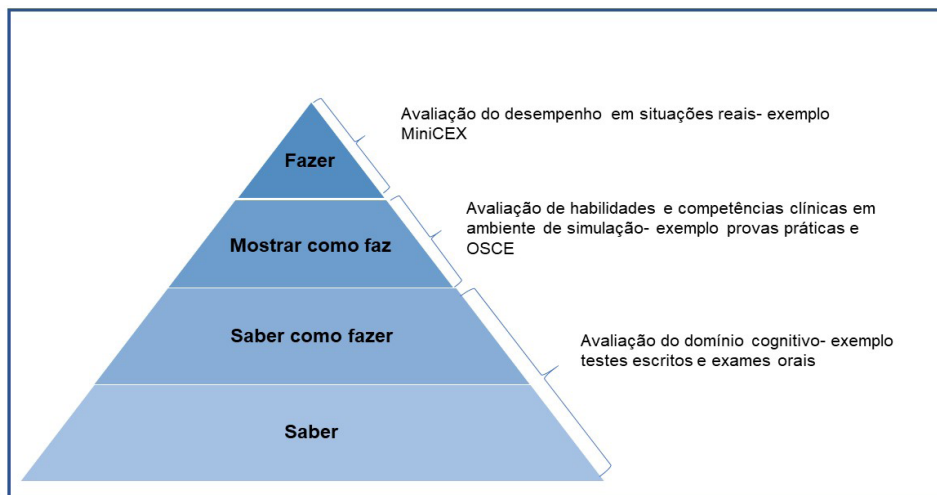 Avaliação do desempenho em situações reais- exemplo
MiniCEX
Fazer
Avaliação de habilidades e competências clínicas em
ambiente de simulação- exemplo provas práticas e
OSCE
Mostrar como faz
Saber como fazer
Avaliação do domínio cognitivo- exemplo
testes escritos e exames orais
Saber